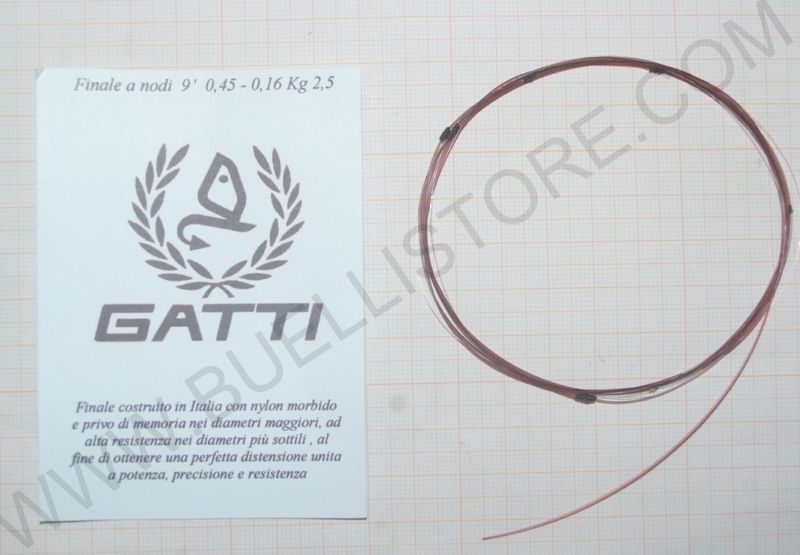 Finale a nodi 9' 0,45 - 0,16 Kg 2,5
GATTI
Finale costruito in Italia con nylon morbido
e privo di memoria nei diametri maggiori, ad
alta resistenza nei diametri più sottili , al
fine di ottenere una perfetta distensione unita
a potenza, precisione e resistenza
WWW.BUELLISTORE.COM